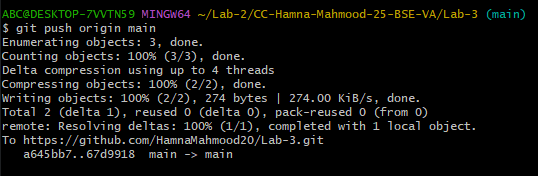 ABC@DESKTOP-7VVTN59 MINGW64 ~/Lab-2/CC-Hamna-Mahmood-25-BSE-VA/Lab-3 (main)
$ git push origin main
Enumerating objects: 3, done.
Counting objects: 100% (3/3), done.
Delta compression using up to 4 threads
Compressing objects: 100% (2/2), done.
Writing objects: 100% (2/2), 274 bytes | 274.00 KiB/s, done.
Total 2 (delta 1), reused 0 (delta 0), pack-reused 0 (from 0)
remote: Resolving deltas: 100% (1/1), completed with 1 local object.
To https://github.com/HamnaMahmood20/Lab-3.git
   a645bb7..67d9918  main -> main